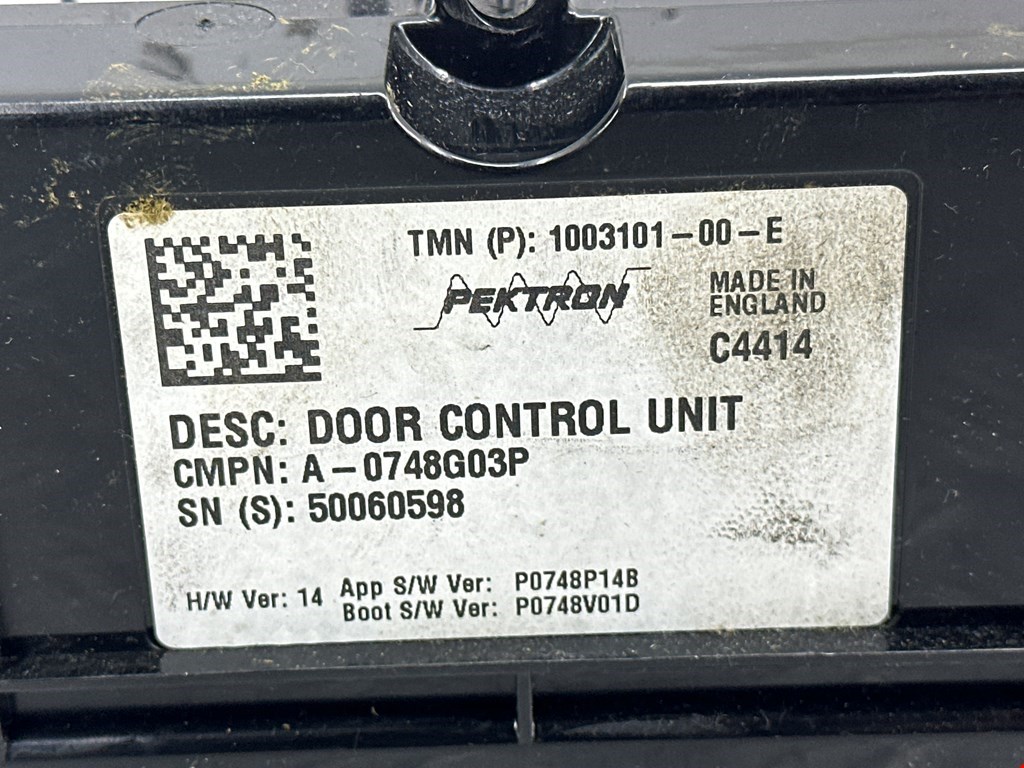 TMN (P): 1003101-00-E
PEKTRON
MADE IN
ENGLAND
C4414
DESC: DOOR CONTROL UNIT
CMPN: A-0748G03P
SN (S): 50060598
H/W Ver: 14
App S/W Ver: P0748P14B
Boot S/W Ver: P0748V01D